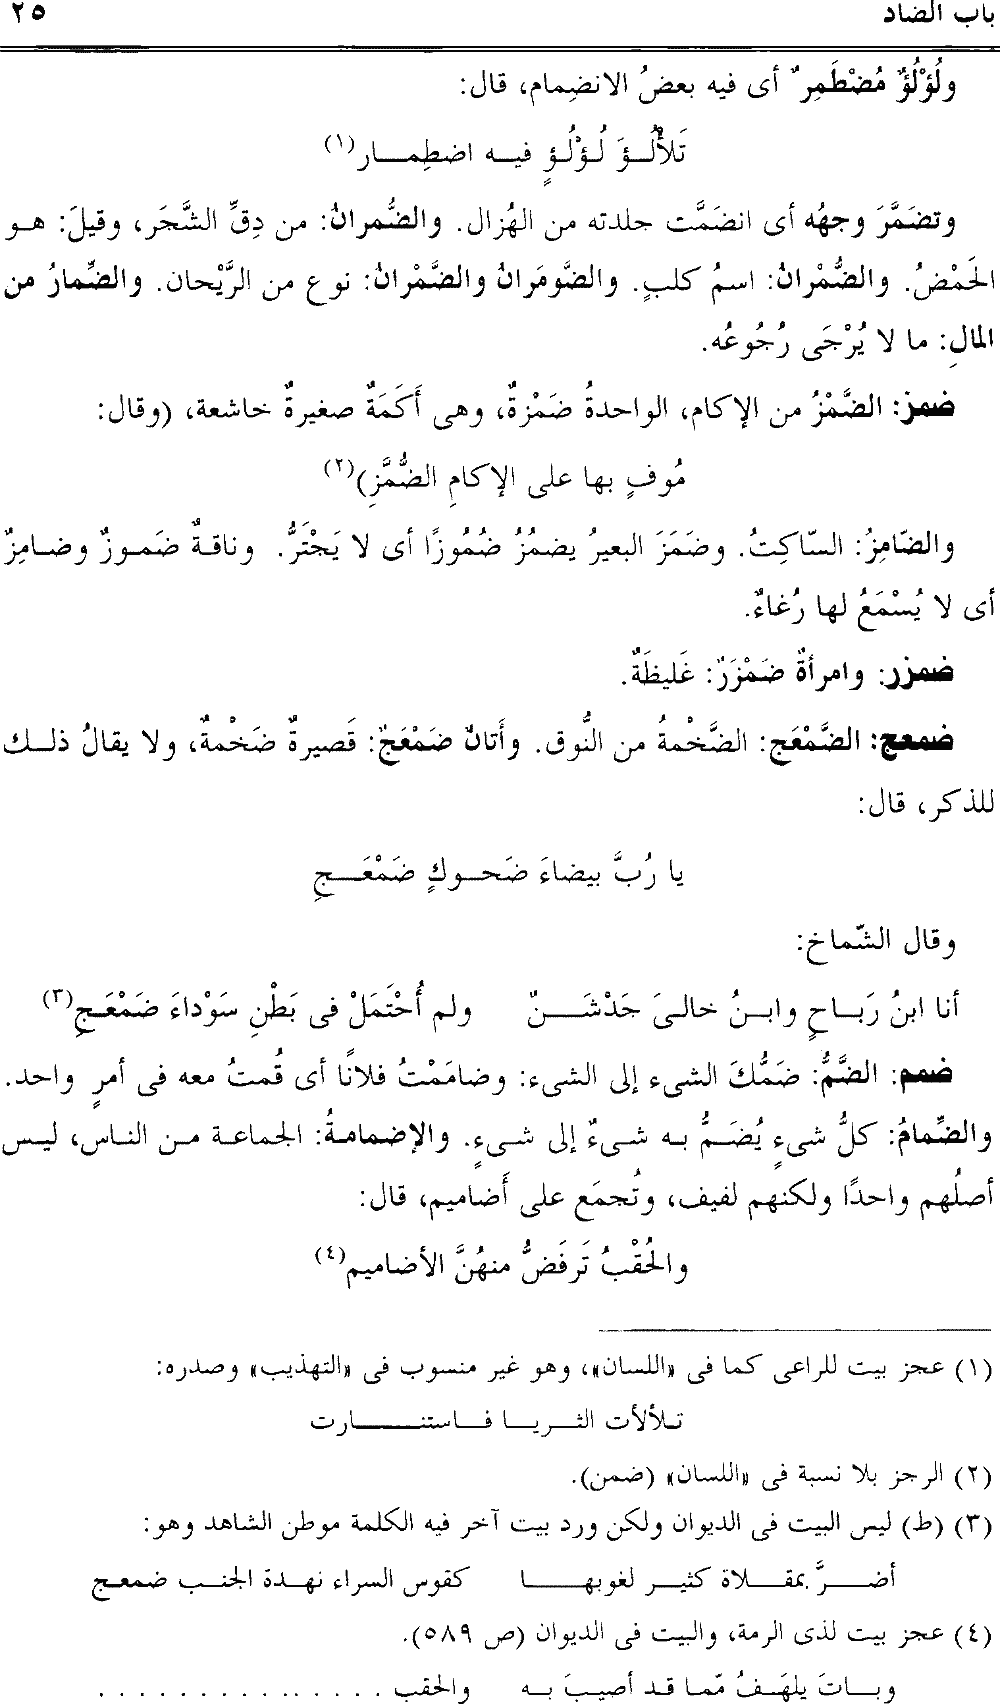 باب الضاد ٢٥
ولُؤْلُؤٌ مُضْطَمِرٌ أى فيه بعضُ الانضِمام، قال:
تَلأْلُؤَ لُؤْلُؤٍ فيه اضطِمار(١)
وتضَمَّرَ وجهُه أى انضَمَّت جلدته من الهُزال. والضُّمرانُ: من دِقِّ الشَّجَر، وقيلَ: هو
الحَمْضُ. والضُّمْرانُ: اسمُ كلبٍ. والضَّومَرانُ والضَّمْرانُ: نوع من الرَّيْحان. والضِّمارُ من
المالِ: ما لا يُرْجَى رُجُوعُه.
ضمز: الضَّمْزُ من الإكام، الواحدةُ ضَمْزةٌ، وهى أَكَمَةٌ صغيرةٌ خاشعة، (وقال:
مُوفٍ بها على الإكامِ الضُّمَّزِ)(٢)
والضّامِزُ: السّاكِتُ. وضَمَزَ البعيرُ يضمُزُ ضُمُوزًا أى لا يَجْتَرُّ. وناقةٌ ضَموزٌ وضامِزٌ
أى لا يُسْمَعُ لها رُغاءٌ.
ضمزر: وامرأةٌ ضَمْزَرٌ: غَليظَةٌ.
ضمعج: الضَّمْعَج: الضَّخْمةُ من النُّوق. وأَتانٌ ضَمْعَجٌ: قَصيرةٌ ضَخْمةٌ، ولا يقالُ ذلك
للذكر، قال:
يا رُبَّ بيضاءَ ضَحوكٍ ضَمْعَجِ
وقال الشّماخ:
أنا ابنُ رَباحٍ وابنُ خالىَ جَدْشَنٌ ولم أُحْتَمَلْ فى بَطْنِ سَوْداءَ ضَمْعَجِ(٣)
ضمم: الضَّمُّ: ضَمُّكَ الشىء إلى الشىء: وضامَمْتُ فلانًا أى قُمتُ معه فى أمرٍ واحد.
والضِّمامُ: كلُّ شىءٍ يُضَمُّ به شىءٌ إلى شىءٍ. والإضمامةُ: الجماعة من الناس، ليس
أصلُهم واحدًا ولكنهم لفيف، وتُجمَع على أَضاميم، قال:
والحُقْبُ تَرفَضُّ منهُنَّ الأضاميم(٤)
(١) عجز بيت للراعى كما فى «اللسان»، وهو غير منسوب فى «التهذيب» وصدره:
تلألأت الثريا فاستنارت
(٢) الرجز بلا نسبة فى «اللسان» (ضمن).
(٣) (ط) ليس البيت فى الديوان ولكن ورد بيت آخر فيه الكلمة موطن الشاهد وهو:
أضرَّ بمقلاة كثير لغوبها كقوس السراء نهدة الجنب ضمعج
(٤) عجز بيت لذى الرمة، والبيت فى الديوان (ص ٥٨٩).
وباتَ يلهَفُ مّما قد أصيبَ به والحقب . . . . . . . . . . . . . .